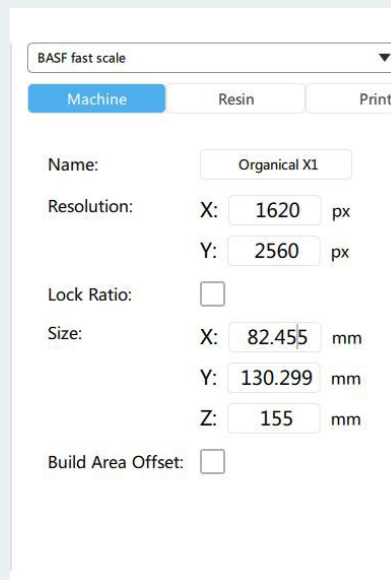 BASF fast scale
Machine Resin Print
Name: Organical X1
Resolution: X: 1620 px
Y: 2560 px
Lock Ratio:
Size: X: 82.455 mm
Y: 130.299 mm
Z: 155 mm
Build Area Offset: